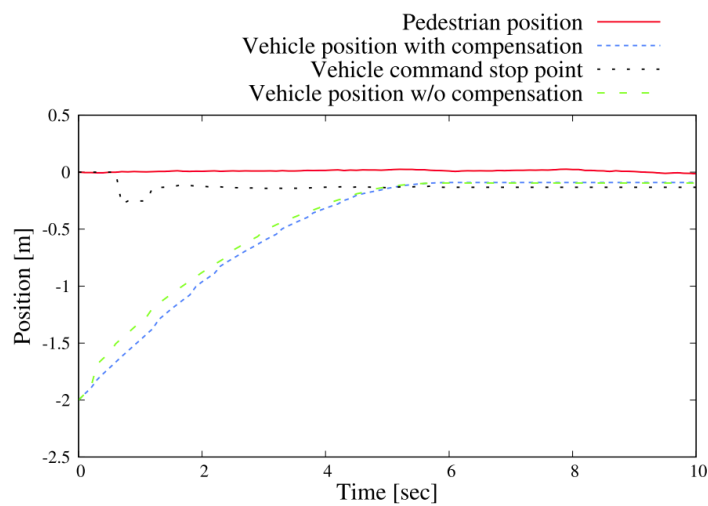 Pedestrian position
Vehicle position with compensation
Vehicle command stop point
Vehicle position w/o compensation
0.5
0
-0.5
-1
-1.5
-2
-2.5
Position [m]
0 2 4 6 8 10
Time [sec]